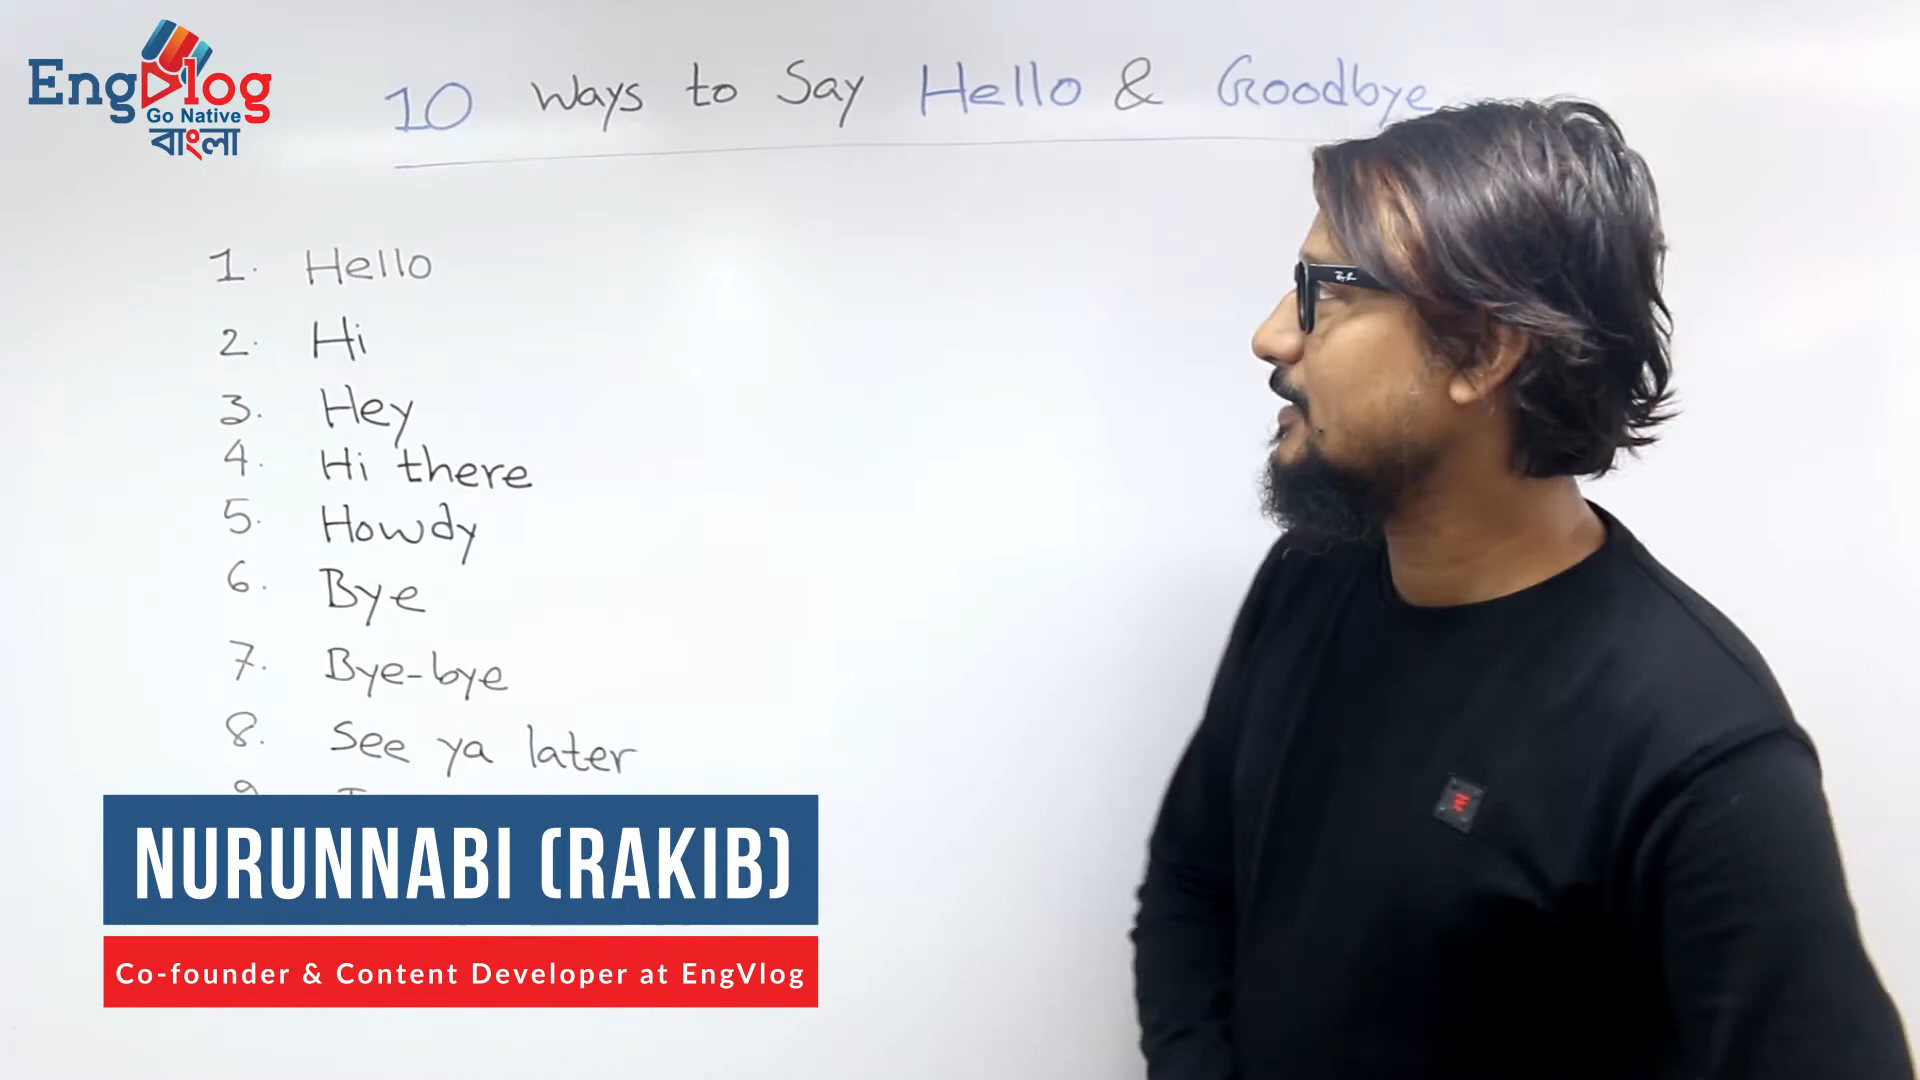 EngVlog
Go Native
বাংলা
10 Ways to Say Hello & Goodbye
1. Hello
2. Hi
3. Hey
4. Hi there
5. Howdy
6. Bye
7. Bye-bye
8. See ya later
9
NURUNNABI (RAKIB)
Co-founder & Content Developer at EngVlog